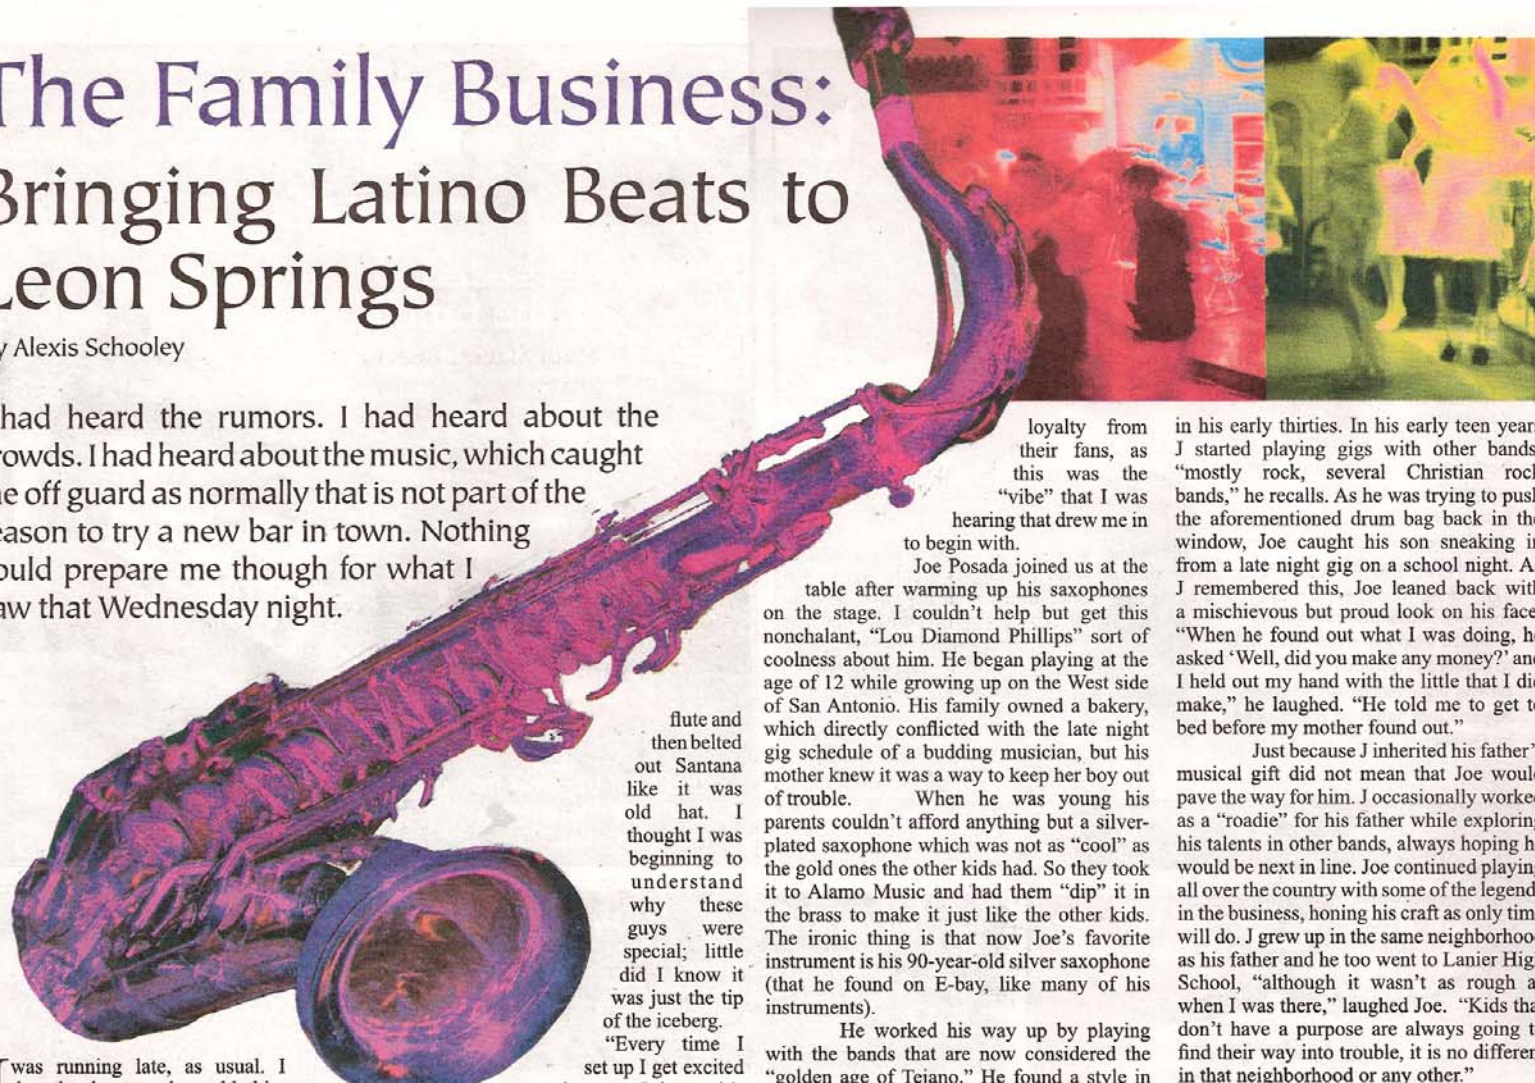 The Family Business:
Bringing Latino Beats to
Leon Springs
y Alexis Schooley
had heard the rumors. I had heard about the
rowds. I had heard about the music, which caught
e off guard as normally that is not part of the
eason to try a new bar in town. Nothing
ould prepare me though for what I
aw that Wednesday night.
I was running late, as usual. I
flute and
then belted
out Santana
like it was
old hat. I
thought I was
beginning to
understand
why these
guys were
special; little
did I know it
was just the tip
of the iceberg.
“Every time I
set up I get excited
loyalty from
their fans, as
this was the
“vibe” that I was
hearing that drew me in
to begin with.
Joe Posada joined us at the
table after warming up his saxophones
on the stage. I couldn’t help but get this
nonchalant, “Lou Diamond Phillips” sort of
coolness about him. He began playing at the
age of 12 while growing up on the West side
of San Antonio. His family owned a bakery,
which directly conflicted with the late night
gig schedule of a budding musician, but his
mother knew it was a way to keep her boy out
of trouble. When he was young his
parents couldn’t afford anything but a silver-
plated saxophone which was not as “cool” as
the gold ones the other kids had. So they took
it to Alamo Music and had them “dip” it in
the brass to make it just like the other kids.
The ironic thing is that now Joe’s favorite
instrument is his 90-year-old silver saxophone
(that he found on E-bay, like many of his
instruments).
He worked his way up by playing
with the bands that are now considered the
“golden age of Tejano.” He found a style in
in his early thirties. In his early teen year
J started playing gigs with other bands
“mostly rock, several Christian rock
bands,” he recalls. As he was trying to push
the aforementioned drum bag back in the
window, Joe caught his son sneaking in
from a late night gig on a school night. A
J remembered this, Joe leaned back with
a mischievous but proud look on his face
“When he found out what I was doing, he
asked ‘Well, did you make any money?’ and
I held out my hand with the little that I did
make,” he laughed. “He told me to get to
bed before my mother found out.”
Just because J inherited his father’
musical gift did not mean that Joe would
pave the way for him. J occasionally worked
as a “roadie” for his father while exploring
his talents in other bands, always hoping he
would be next in line. Joe continued playing
all over the country with some of the legend
in the business, honing his craft as only time
will do. J grew up in the same neighborhood
as his father and he too went to Lanier High
School, “although it wasn’t as rough a
when I was there,” laughed Joe. “Kids tha
don’t have a purpose are always going t
find their way into trouble, it is no differen
in that neighborhood or any other.”